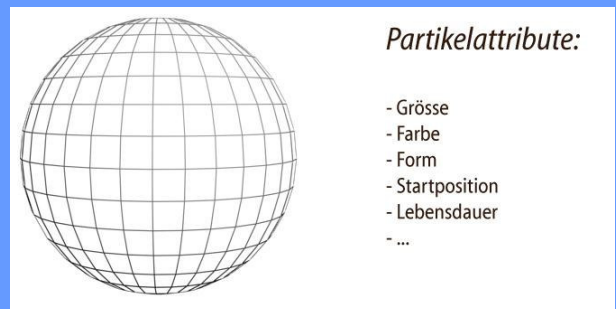 Partikelattribute:
- Grösse
- Farbe
- Form
- Startposition
- Lebensdauer
- ...